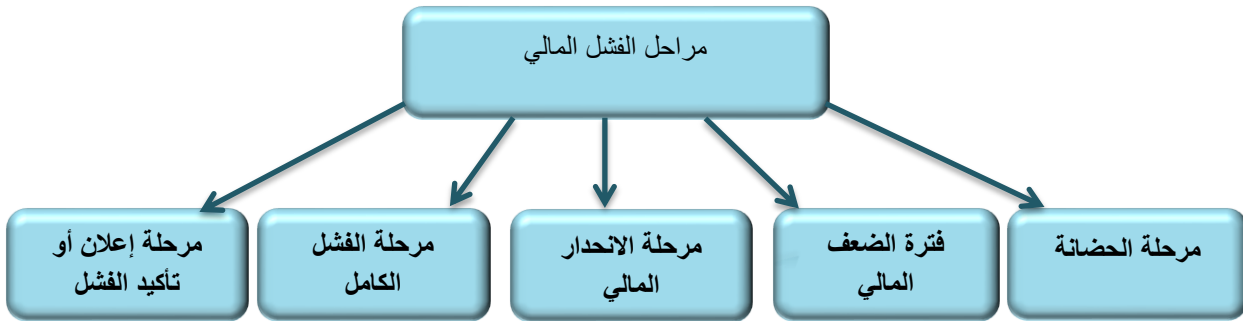 مراحل الفشل المالي
مرحلة الحضانة
فترة الضعف
المالي
مرحلة الانحدار
المالي
مرحلة الفشل
الكامل
مرحلة إعلان أو
تأكيد الفشل